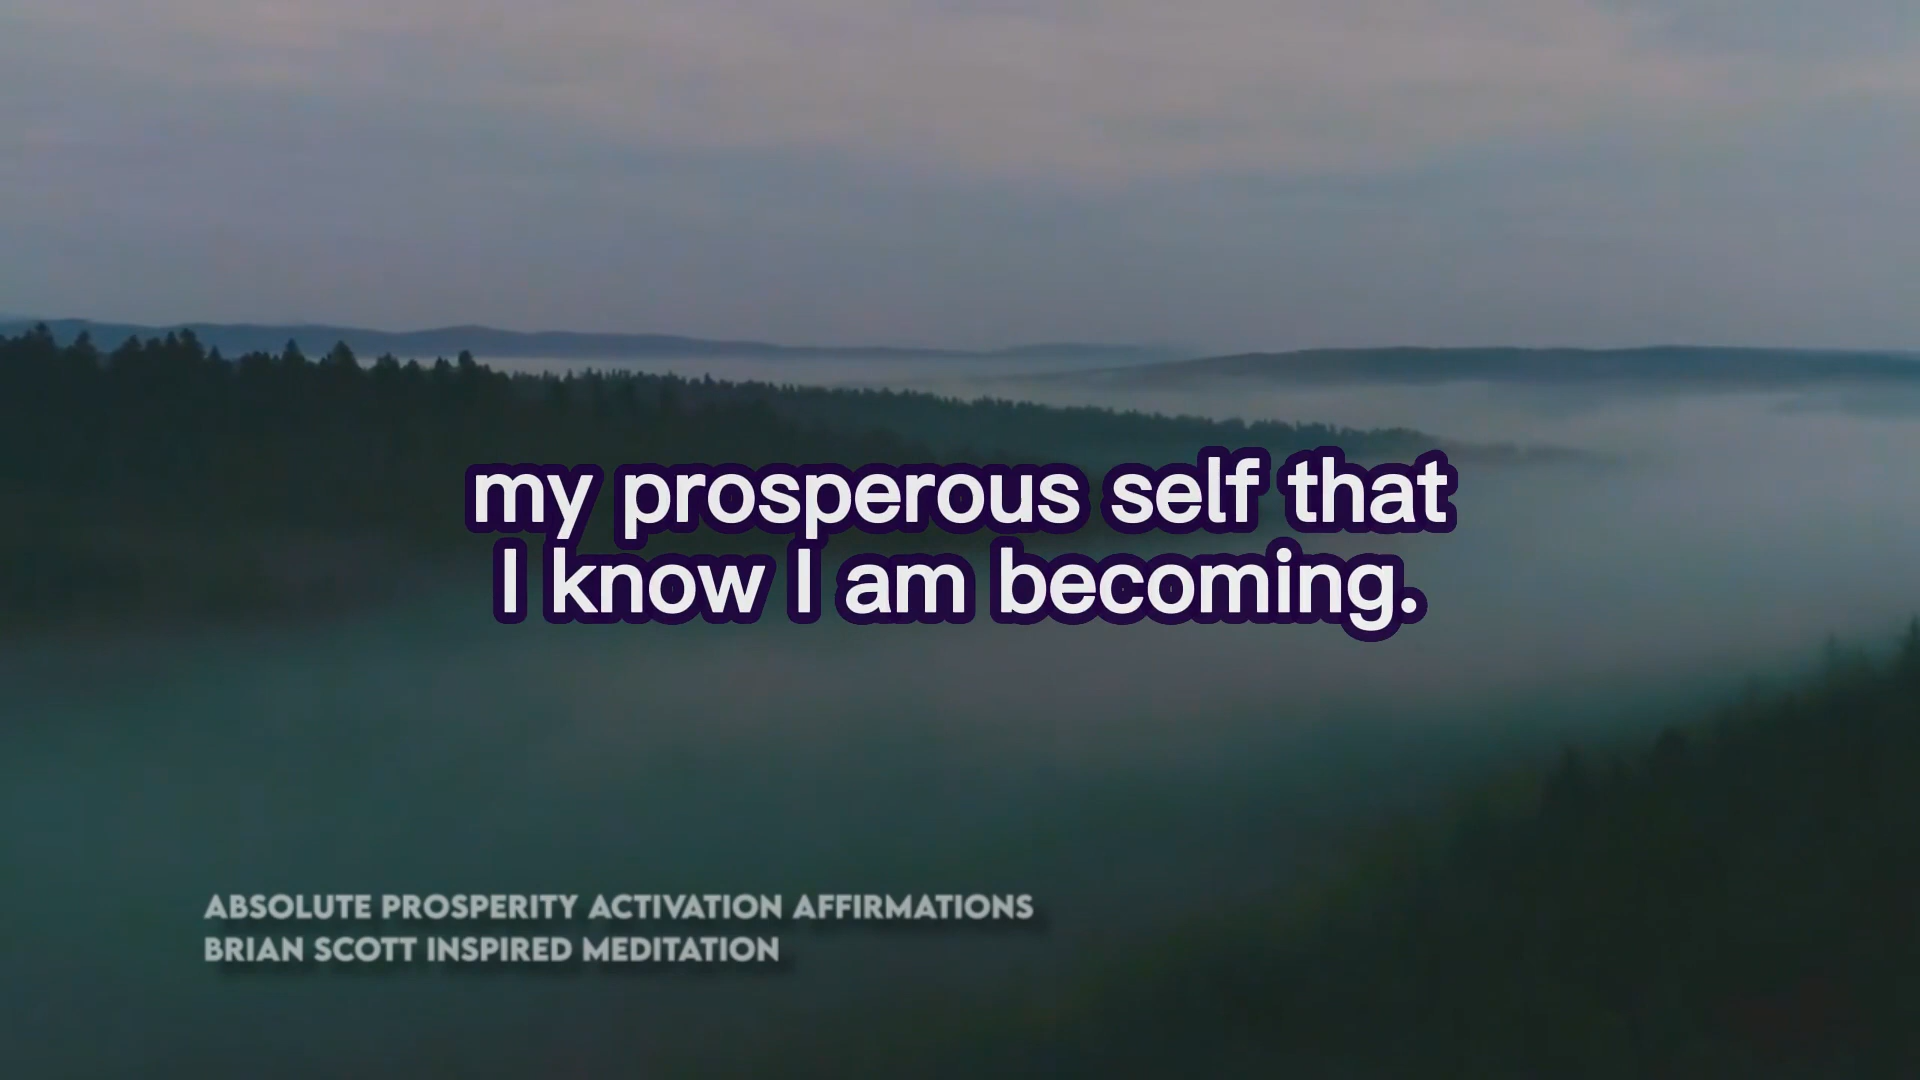 my prosperous self that
I know I am becoming.
ABSOLUTE PROSPERITY ACTIVATION AFFIRMATIONS
BRIAN SCOTT INSPIRED MEDITATION